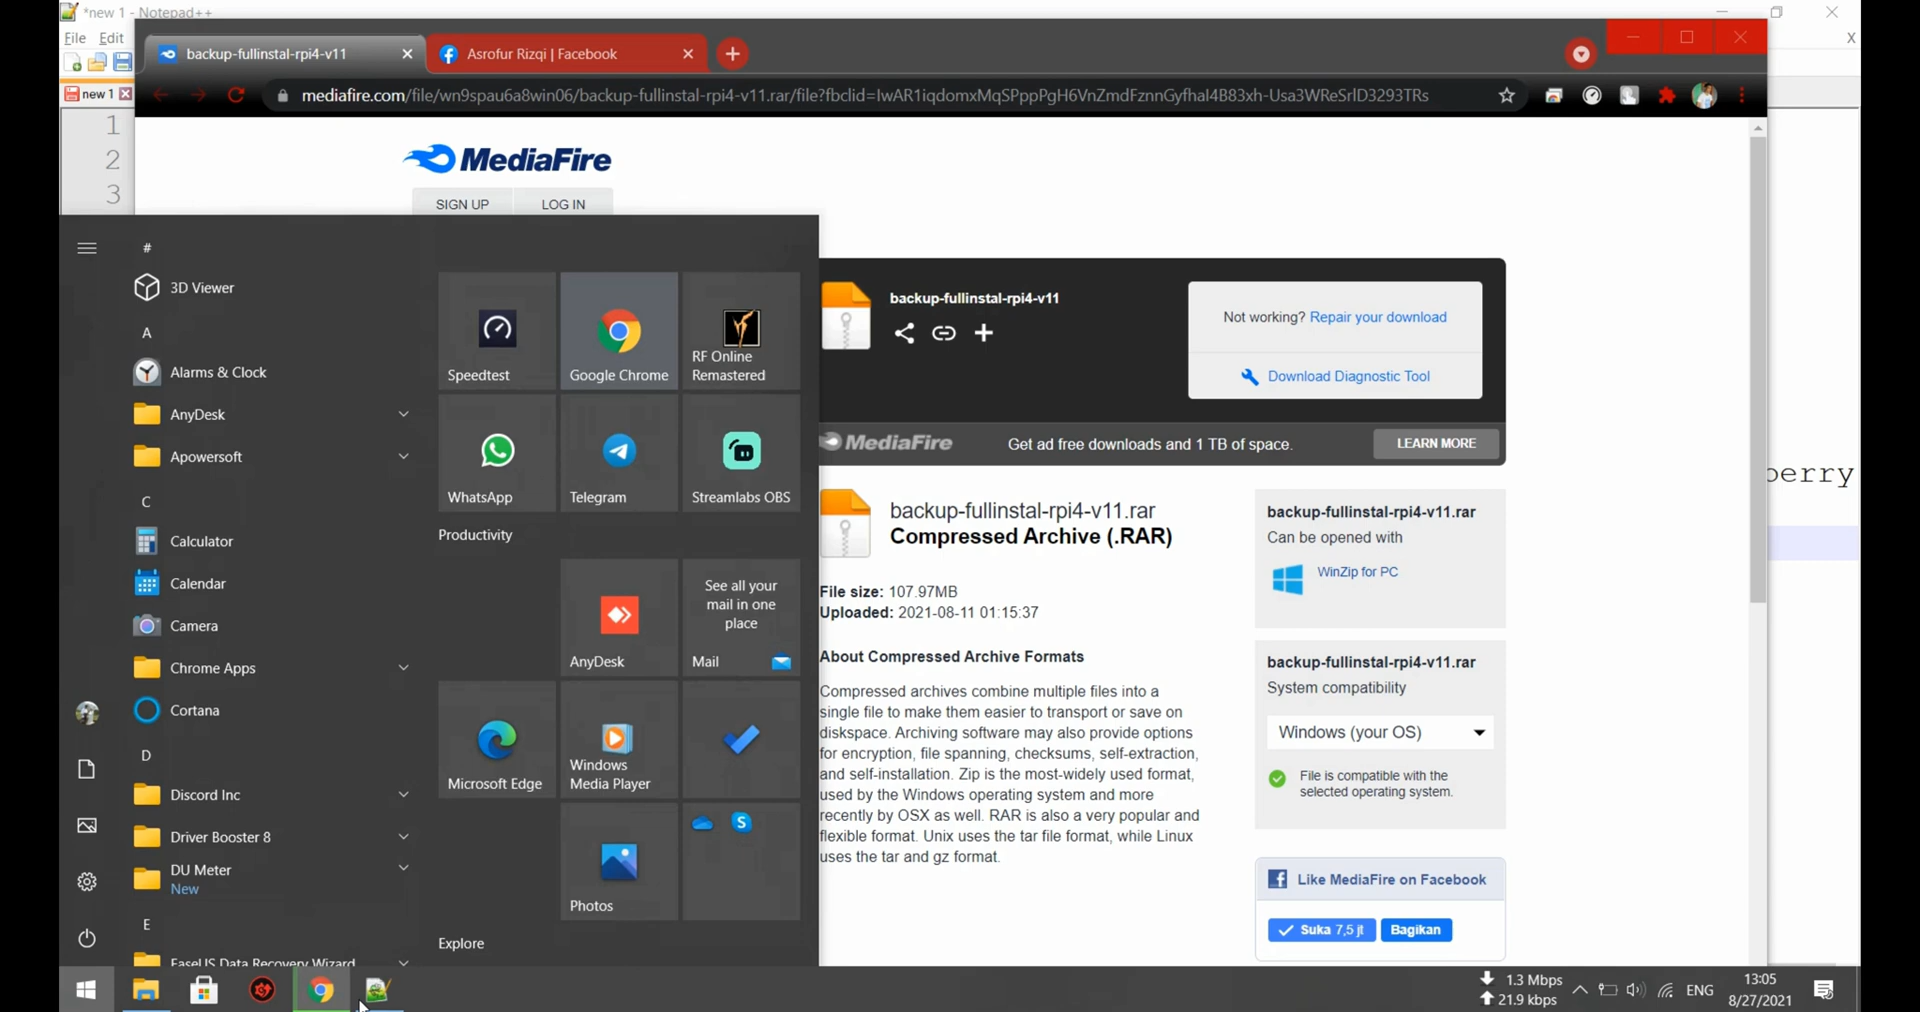 *new 1 - Notepad++
File Edit
new 1
1
2
3
backup-fullinstal-rpi4-v11
Asrofur Rizqi | Facebook
mediafire.com/file/wn9spau6a8win06/backup-fullinstal-rpi4-v11.rar/file?fbclid=IwAR1iqdomxMqSPppPgH6VnZmdFznnGyfhaI4B83xh-Usa3WReSrlD3293TRs
MediaFire
SIGN UP
LOG IN
#
3D Viewer
A
Alarms & Clock
AnyDesk
Apowersoft
C
Calculator
Calendar
Camera
Chrome Apps
Cortana
D
Discord Inc
Driver Booster 8
DU Meter
New
E
EaseUS Data Recovery Wizard
Speedtest
Google Chrome
RF Online
Remastered
WhatsApp
Telegram
Streamlabs OBS
Productivity
AnyDesk
See all your
mail in one
place
Mail
Microsoft Edge
Windows
Media Player
Photos
Explore
backup-fullinstal-rpi4-v11
Not working? Repair your download
Download Diagnostic Tool
MediaFire
Get ad free downloads and 1 TB of space.
LEARN MORE
backup-fullinstal-rpi4-v11.rar
Compressed Archive (.RAR)
File size: 107.97MB
Uploaded: 2021-08-11 01:15:37
About Compressed Archive Formats
Compressed archives combine multiple files into a
single file to make them easier to transport or save on
diskspace. Archiving software may also provide options
for encryption, file spanning, checksums, self-extraction,
and self-installation. Zip is the most-widely used format,
used by the Windows operating system and more
recently by OSX as well. RAR is also a very popular and
flexible format. Unix uses the tar file format, while Linux
uses the tar and gz format.
backup-fullinstal-rpi4-v11.rar
Can be opened with
WinZip for PC
backup-fullinstal-rpi4-v11.rar
System compatibility
Windows (your OS)
File is compatible with the
selected operating system.
Like MediaFire on Facebook
Suka 7,5 jt
Bagikan
berry
1.3 Mbps
21.9 kbps
ENG
13:05
8/27/2021